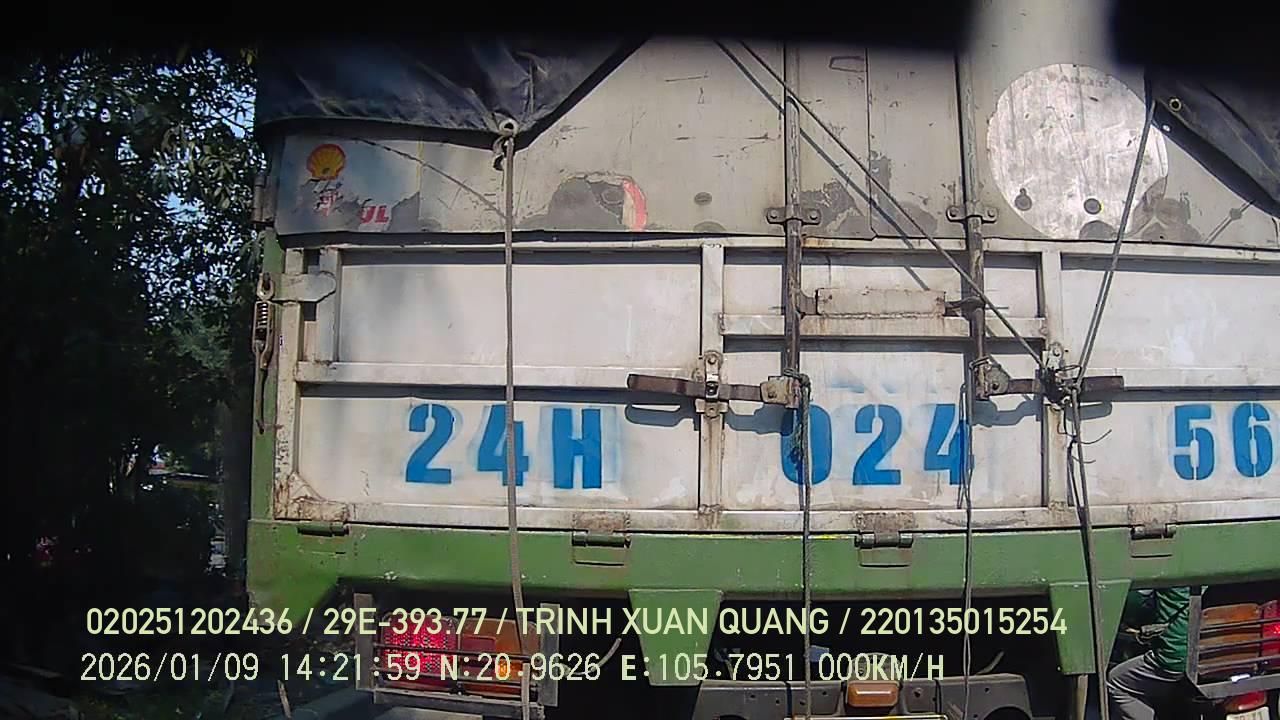 24H 024 56
020251202436 / 29E-393.77 / TRINH XUAN QUANG / 220135015254
2026/01/09 14:21:59 N:20.9626 E:105.7951 000KM/H